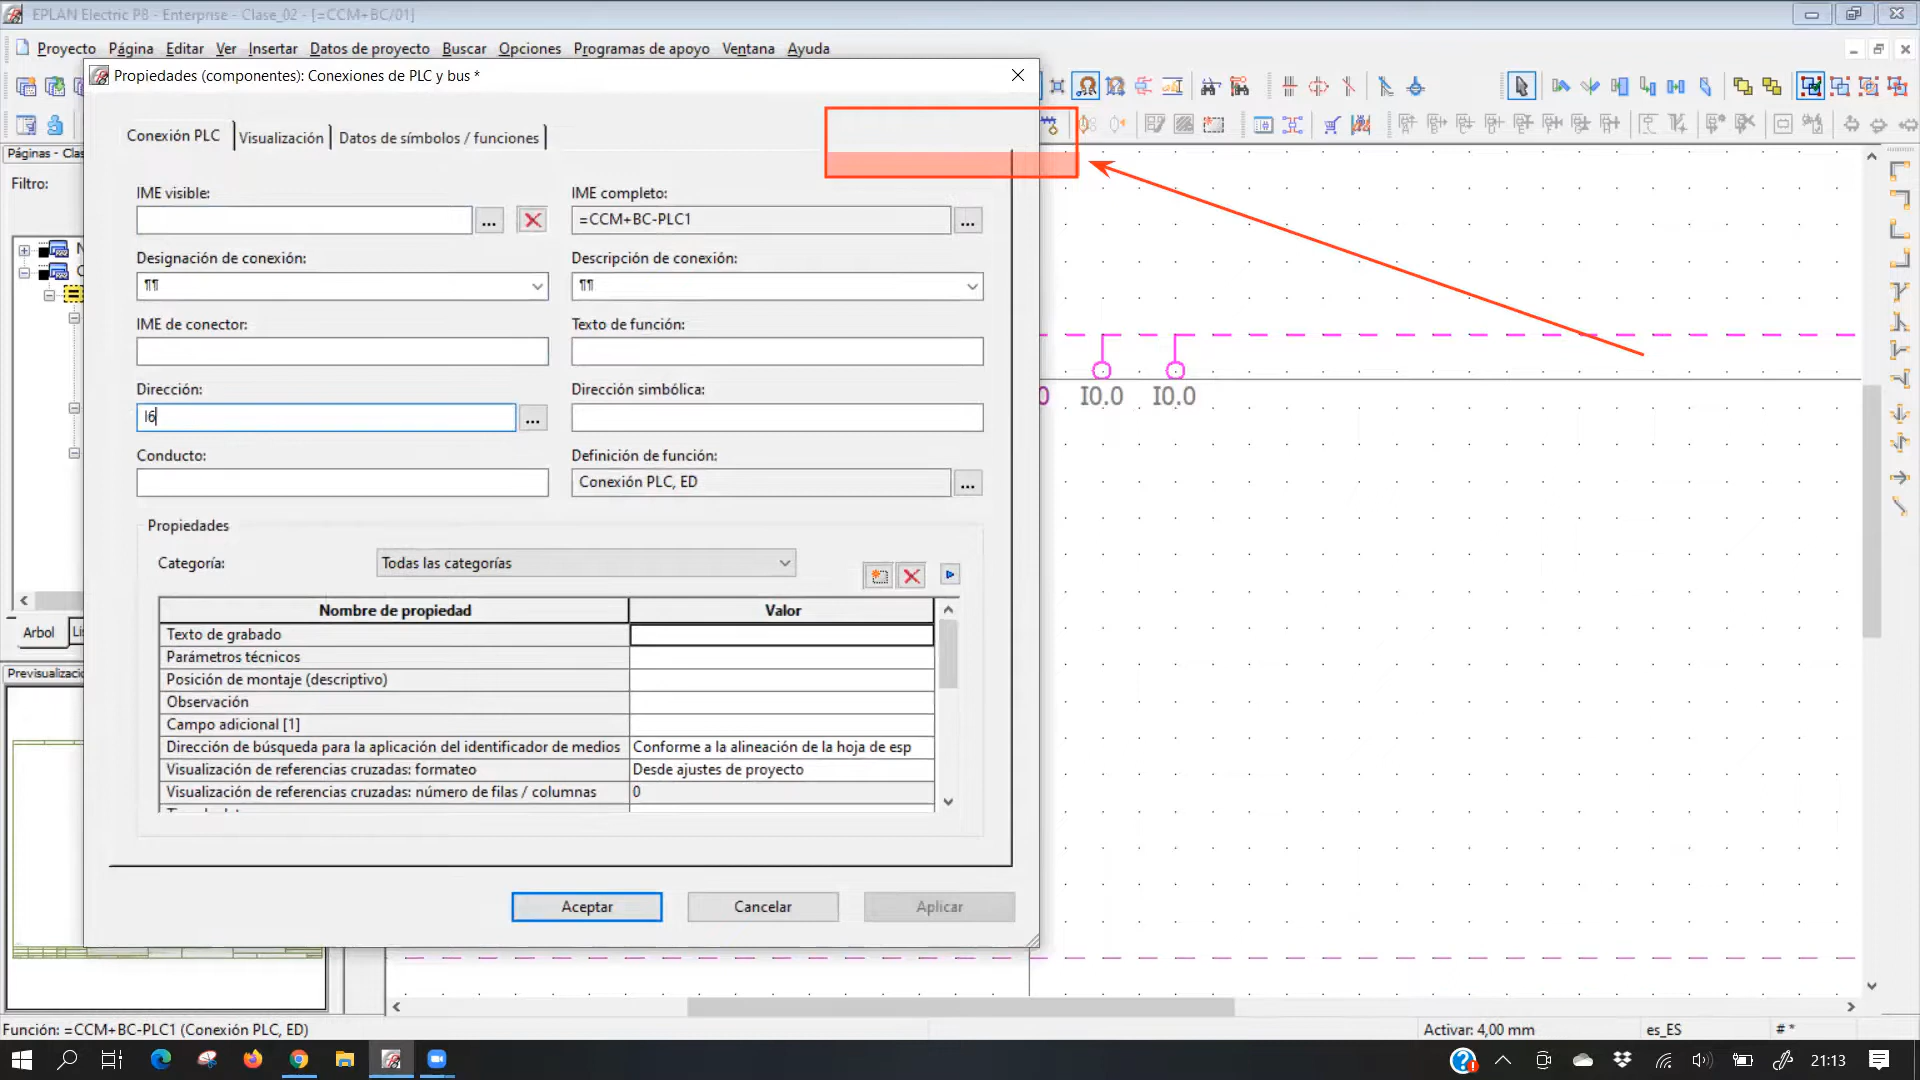 EPLAN Electric P8 - Enterprise - Clase_02 - [=CCM+BC/01]
Proyecto Página Editar Ver Insertar Datos de proyecto Buscar Opciones Programas de apoyo Ventana Ayuda
Propiedades (componentes): Conexiones de PLC y bus *
Conexión PLC Visualización Datos de símbolos / funciones
Páginas - Clas
Filtro:
IME visible:
IME completo:
... =CCM+BC-PLC1 ...
Designación de conexión:
Descripción de conexión:
¶¶ ¶¶
IME de conector:
Texto de función:
Dirección:
Dirección simbólica:
I0.0 I0.0
I6 ...
Conducto:
Definición de función:
Conexión PLC, ED ...
Propiedades
Categoría: Todas las categorías
Nombre de propiedad Valor
Texto de grabado
Parámetros técnicos
Posición de montaje (descriptivo)
Observación
Campo adicional [1]
Dirección de búsqueda para la aplicación del identificador de medios Conforme a la alineación de la hoja de esp
Visualización de referencias cruzadas: formateo Desde ajustes de proyecto
Visualización de referencias cruzadas: número de filas / columnas 0
Arbol Li
Previsualizació
Aceptar Cancelar Aplicar
Función: =CCM+BC-PLC1 (Conexión PLC, ED) Activar: 4,00 mm es_ES # *
21:13